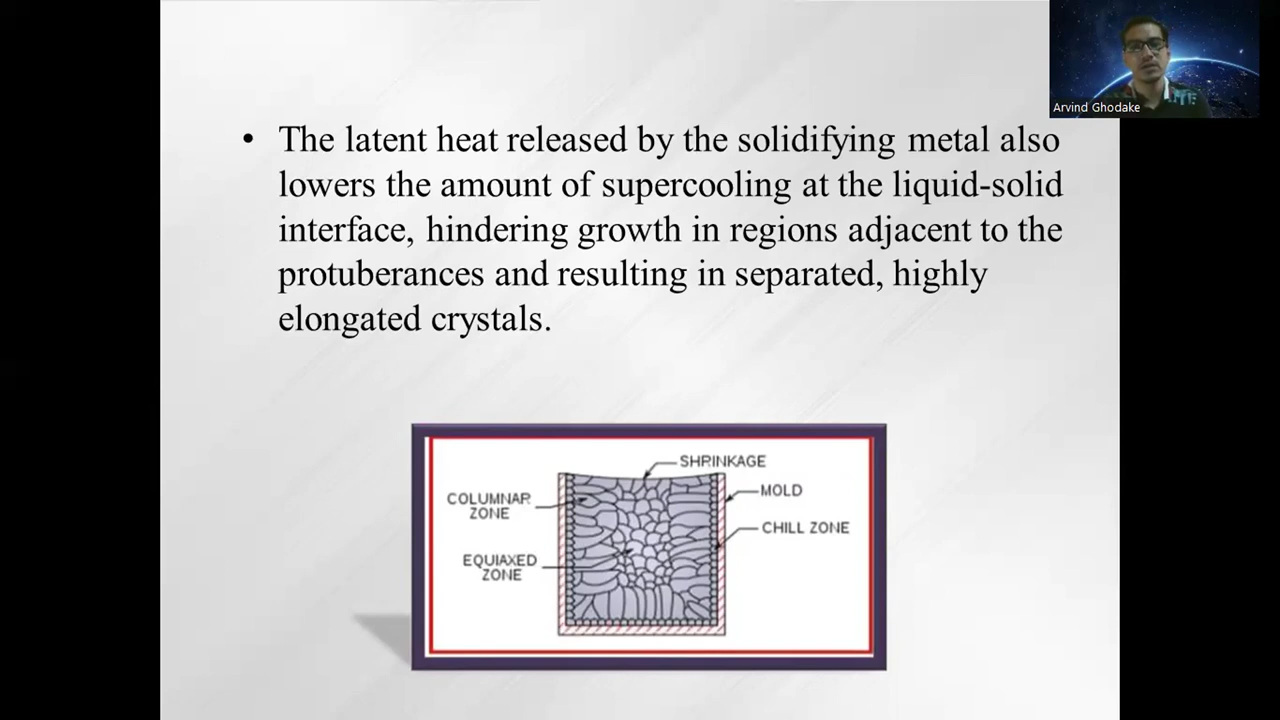 Arvind Ghodake
• The latent heat released by the solidifying metal also
lowers the amount of supercooling at the liquid-solid
interface, hindering growth in regions adjacent to the
protuberances and resulting in separated, highly
elongated crystals.
SHRINKAGE
COLUMNAR
ZONE
MOLD
CHILL ZONE
EQUIAXED
ZONE